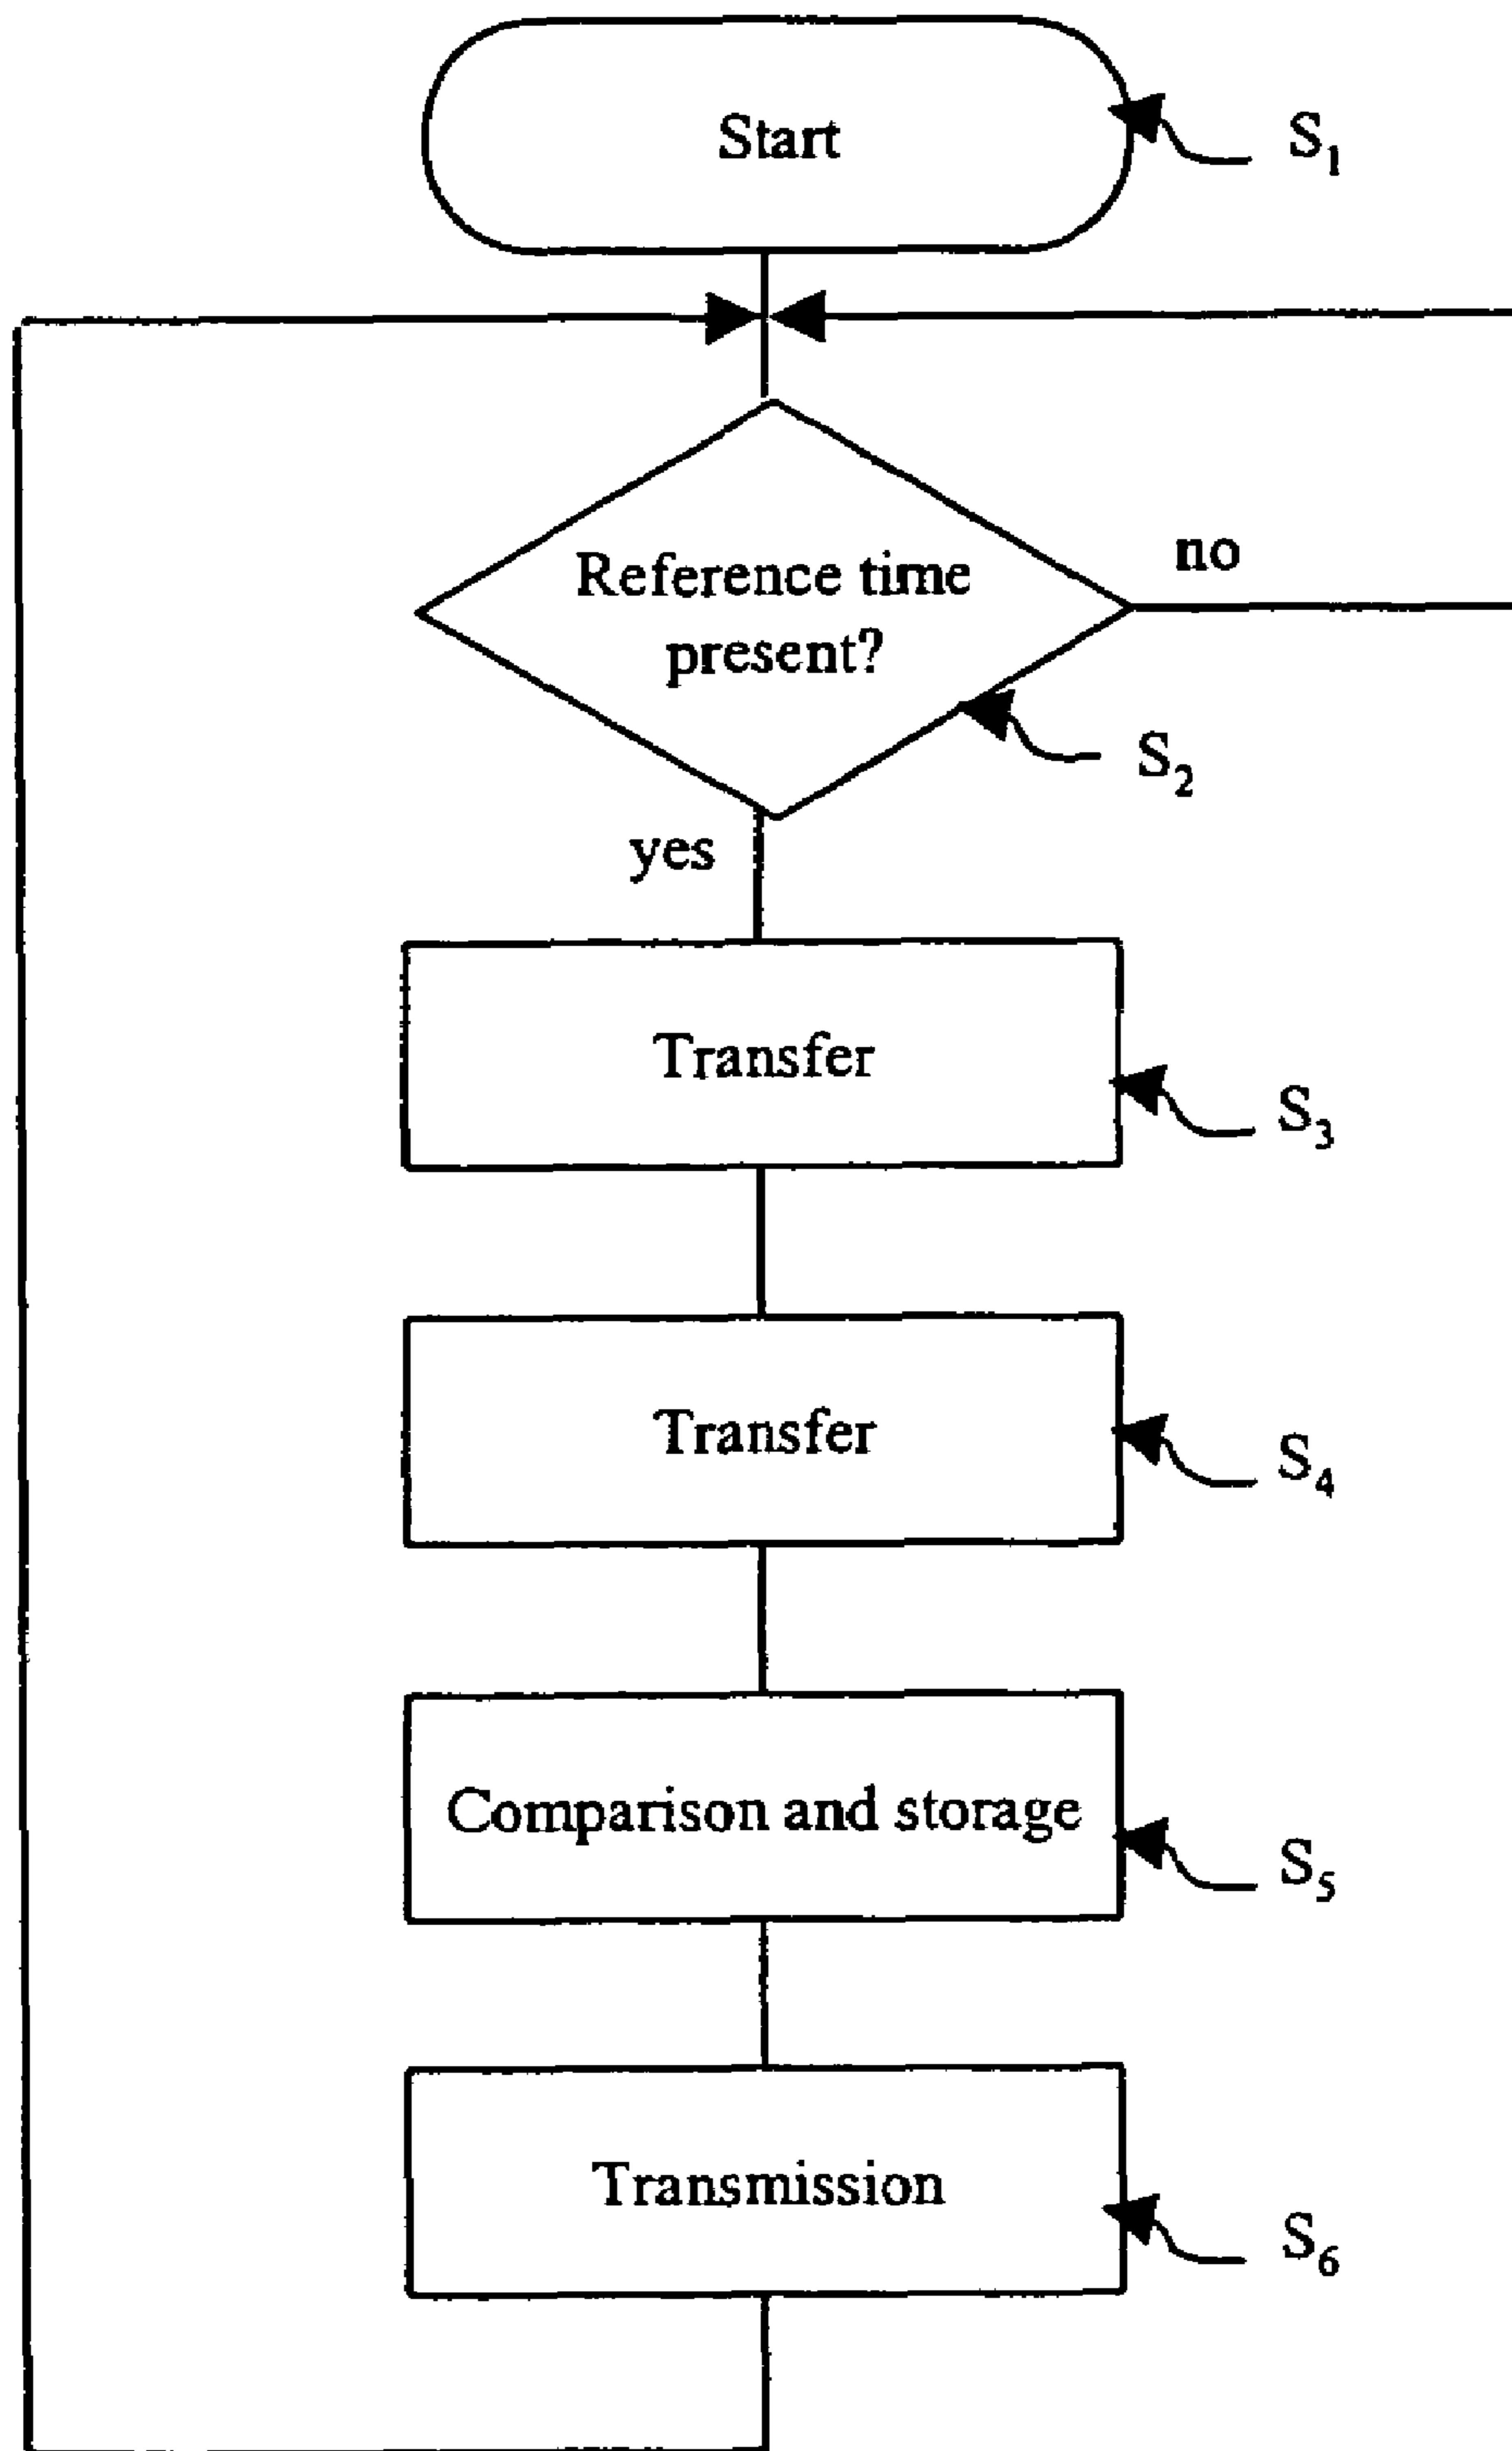 Start
S₁
Reference time
present?
no
S₂
yes
Transfer
S₃
Transfer
S₄
Comparison and storage
S₅
Transmission
S₆